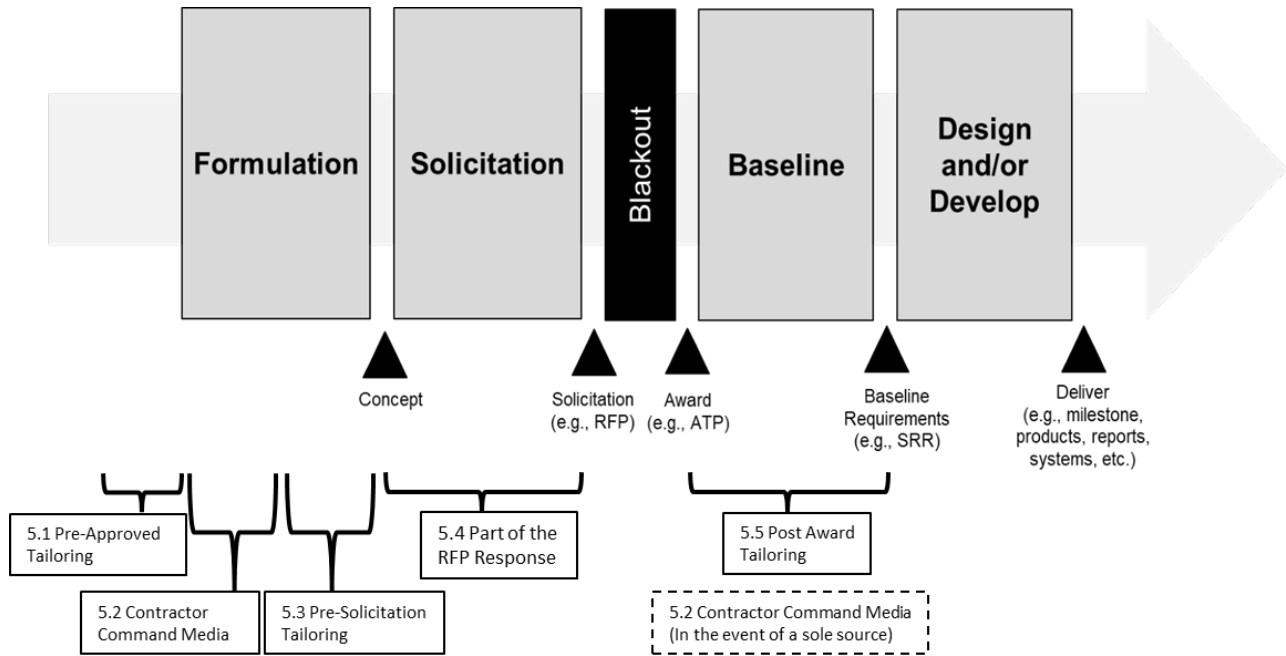 Formulation
Solicitation
Blackout
Baseline
Design
and/or
Develop
Concept
Solicitation
(e.g., RFP)
Award
(e.g., ATP)
Baseline
Requirements
(e.g., SRR)
Deliver
(e.g., milestone,
products, reports,
systems, etc.)
5.1 Pre-Approved
Tailoring
5.2 Contractor
Command Media
5.3 Pre-Solicitation
Tailoring
5.4 Part of the
RFP Response
5.5 Post Award
Tailoring
5.2 Contractor Command Media
(In the event of a sole source)